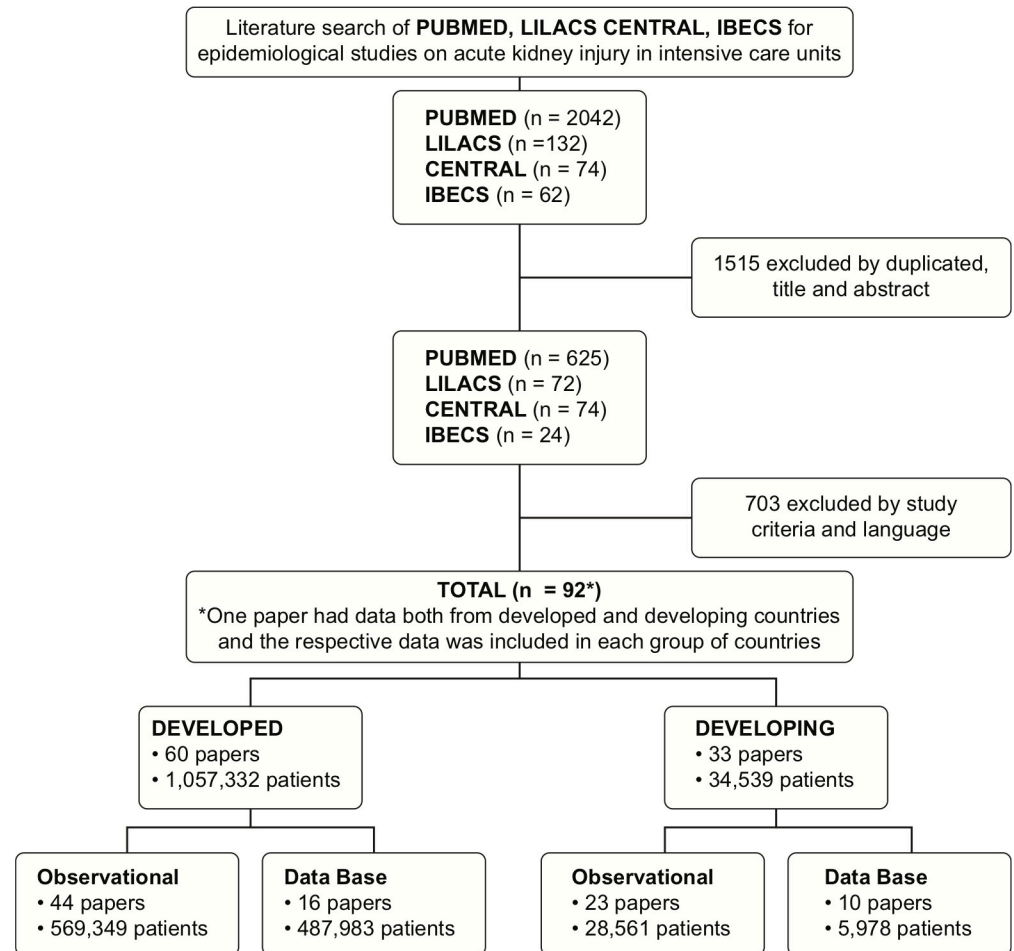 Literature search of PUBMED, LILACS CENTRAL, IBECS for
epidemiological studies on acute kidney injury in intensive care units
PUBMED (n = 2042)
LILACS (n =132)
CENTRAL (n = 74)
IBECS (n = 62)
1515 excluded by duplicated,
title and abstract
PUBMED (n = 625)
LILACS (n = 72)
CENTRAL (n = 74)
IBECS (n = 24)
703 excluded by study
criteria and language
TOTAL (n = 92*)
*One paper had data both from developed and developing countries
and the respective data was included in each group of countries
DEVELOPED
• 60 papers
• 1,057,332 patients
DEVELOPING
• 33 papers
• 34,539 patients
Observational
• 44 papers
• 569,349 patients
Data Base
• 16 papers
• 487,983 patients
Observational
• 23 papers
• 28,561 patients
Data Base
• 10 papers
• 5,978 patients